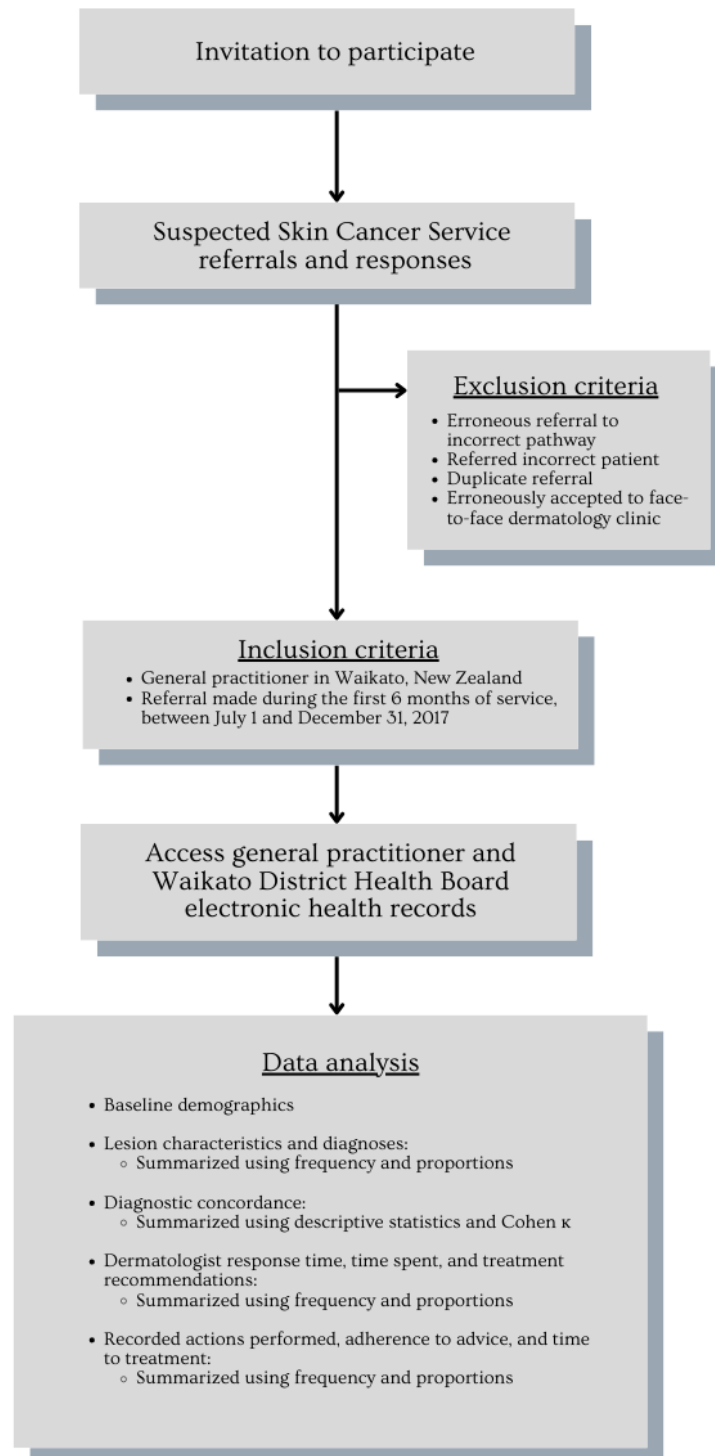 Invitation to participate
Suspected Skin Cancer Service
referrals and responses
Exclusion criteria
• Erroneous referral to
incorrect pathway
• Referred incorrect patient
• Duplicate referral
• Erroneously accepted to face-
to-face dermatology clinic
Inclusion criteria
• General practitioner in Waikato, New Zealand
• Referral made during the first 6 months of service,
between July 1 and December 31, 2017
Access general practitioner and
Waikato District Health Board
electronic health records
Data analysis
• Baseline demographics
• Lesion characteristics and diagnoses:
◦ Summarized using frequency and proportions
• Diagnostic concordance:
◦ Summarized using descriptive statistics and Cohen κ
• Dermatologist response time, time spent, and treatment
recommendations:
◦ Summarized using frequency and proportions
• Recorded actions performed, adherence to advice, and time
to treatment:
◦ Summarized using frequency and proportions